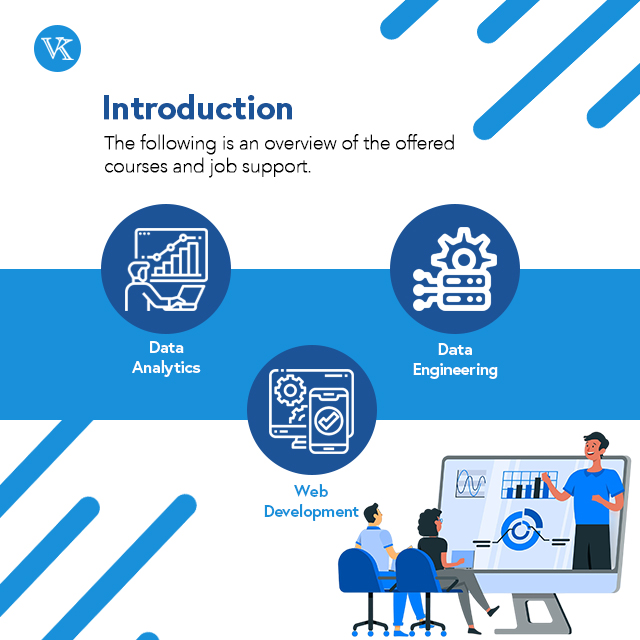 VK
Introduction
The following is an overview of the offered
courses and job support.
Data
Analytics
Data
Engineering
Web
Development